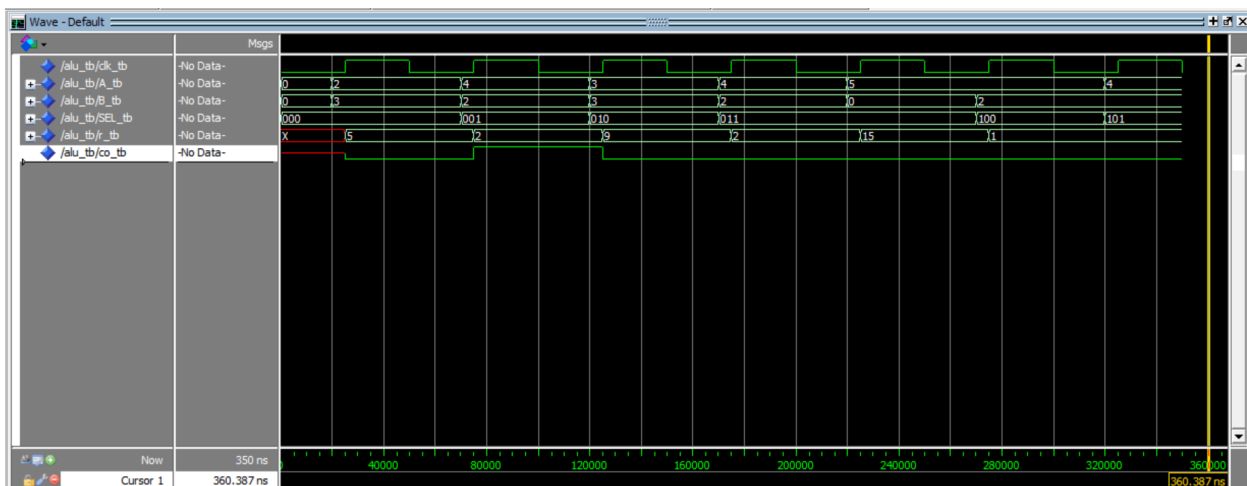 Wave - Default
Msgs
/alu_tb/clk_tb -No Data-
/alu_tb/A_tb -No Data- 0 2 4 3 4 5 4
/alu_tb/B_tb -No Data- 0 3 2 3 2 0 2
/alu_tb/SEL_tb -No Data- 000 001 010 011 100 101
/alu_tb/r_tb -No Data- X 5 2 9 2 15 1
/alu_tb/co_tb -No Data-
Now 350 ns 40000 80000 120000 160000 200000 240000 280000 320000 360000
Cursor 1 360.387 ns 360.387 ns